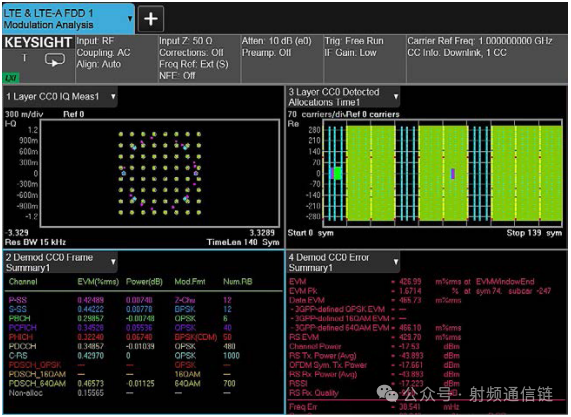 LTE & LTE-A FDD 1
Modulation Analysis
KEYSIGHT
Input: RF
Coupling: AC
Align: Auto
Input Z: 50 Ω
Corrections: Off
Freq Ref: Ext (S)
NFE: Off
Atten: 10 dB (e0)
Preamp: Off
Trig: Free Run
IF Gain: Low
Carrier Ref Freq: 1.000000000 GHz
CC Info: Downlink, 1 CC
LXI
1 Layer CC0 IQ Meas1
300 m/div Ref 0
I-Q
1.2
900m
600m
300m
0
-300m
-600m
-900m
-1.2
-3.329
3.3289
Res BW 15 kHz
TimeLen 140 Sym
3 Layer CC0 Detected
Allocations Time1
70 carriers/div Ref 0 carriers
Re
280
210
140
70
0
-70
-140
-210
-280
Start 0 sym
Stop 139 sym
2 Demod CC0 Frame
Summary1
Channel EVM(%rms) Power(dB) Mod.Fmt Num.RB
P-SS 0.42489 0.00740 Z-Chu 12
S-SS 0.44222 0.00778 BPSK 12
PBCH 0.29857 -0.00748 QPSK 6
PCFICH 0.34528 0.05536 QPSK 40
PHICH 0.32240 0.06740 BPSK(CDM)
PDCCH 0.34857 -0.01039 QPSK 480
C-RS 0.42970 0 QPSK 1000
PDSCH_QPSK — — QPSK —
PDSCH_16QAM — — 16QAM —
PDSCH_64QAM 0.46573 -0.01125 64QAM 700
Non-alloc 0.15565 — — —
4 Demod CC0 Error
Summary1
EVM = 426.99 m%rms at EVMWindowEnd
EVM Pk = 1.6714 % at sym 74, subcar -247
Data EVM = 465.73 m%rms
-3GPP-defined QPSK EVM = —
-3GPP-defined 16QAM EVM = —
-3GPP-defined 64QAM EVM = 466.10 m%rms
RS EVM = 429.70 m%rms
Channel Power = -17.53 dBm
RS Tx. Power (Avg) = -43.893 dBm
OFDM Sym. Tx. Power = -17.661 dBm
RS Rx. Power (Avg) = -43.893 dBm
RSSI = -17.223
RS Rx. Quality =
Freq Err = 30.541 mHz
公众号 · 射频通信链